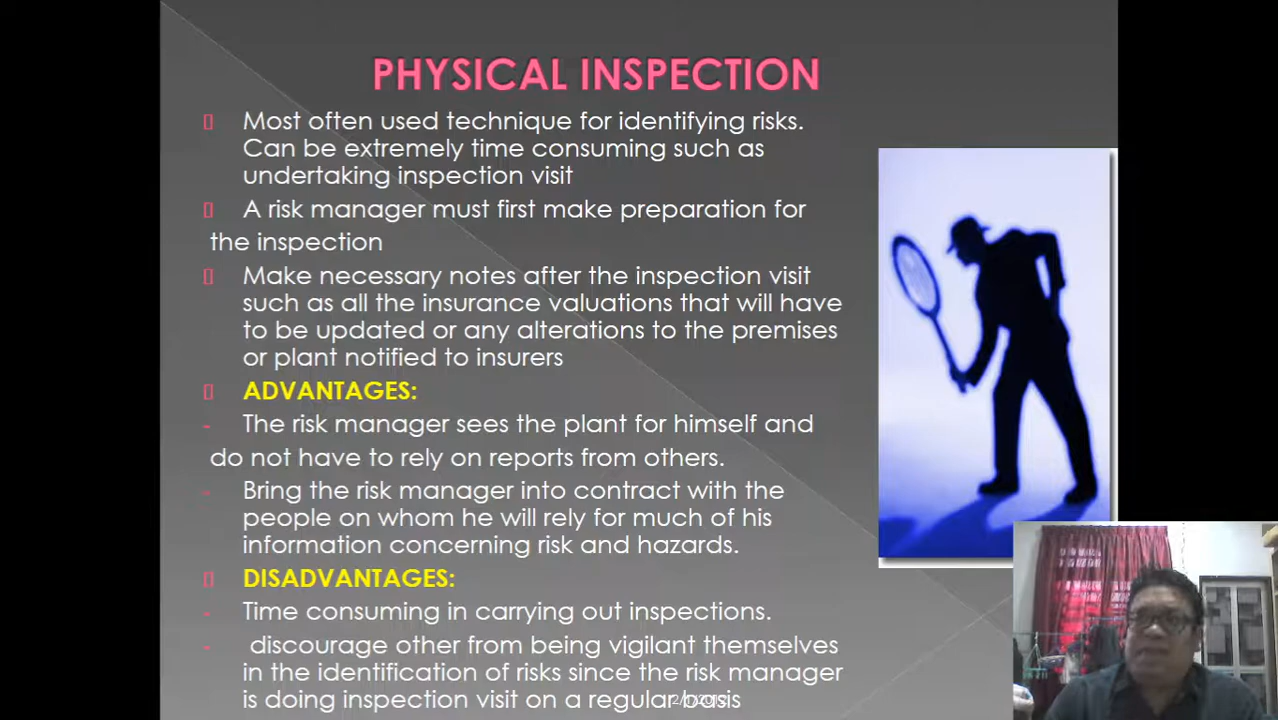 PHYSICAL INSPECTION
Most often used technique for identifying risks.
Can be extremely time consuming such as
undertaking inspection visit
A risk manager must first make preparation for
the inspection
Make necessary notes after the inspection visit
such as all the insurance valuations that will have
to be updated or any alterations to the premises
or plant notified to insurers
ADVANTAGES:
- The risk manager sees the plant for himself and
do not have to rely on reports from others.
- Bring the risk manager into contract with the
people on whom he will rely for much of his
information concerning risk and hazards.
DISADVANTAGES:
- Time consuming in carrying out inspections.
- discourage other from being vigilant themselves
in the identification of risks since the risk manager
is doing inspection visit on a regular basis